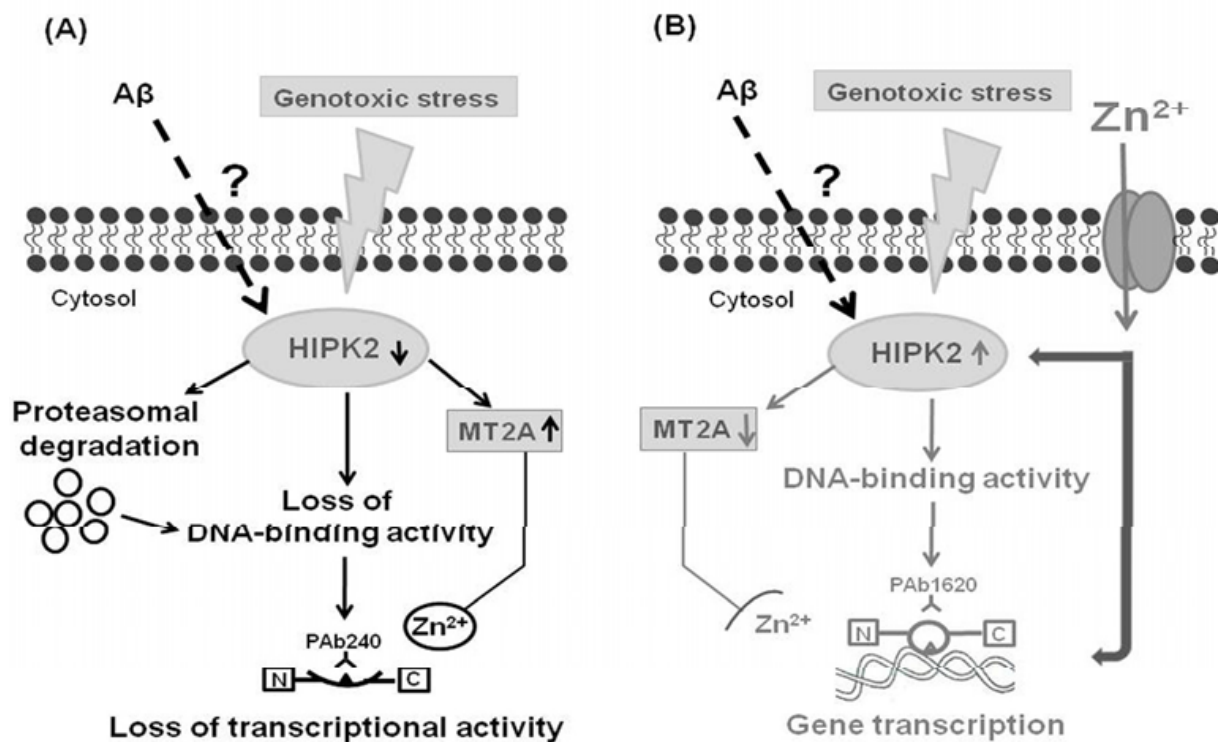 (A)
Aβ
Genotoxic stress
?
Cytosol
HIPK2
Proteasomal
degradation
MT2A
Loss of
DNA-binding activity
Zn²⁺
PAb240
N
C
Loss of transcriptional activity
(B)
Aβ
Genotoxic stress
Zn²⁺
?
Cytosol
HIPK2
MT2A
DNA-binding activity
PAb1620
Zn²⁺
N
C
Gene transcription